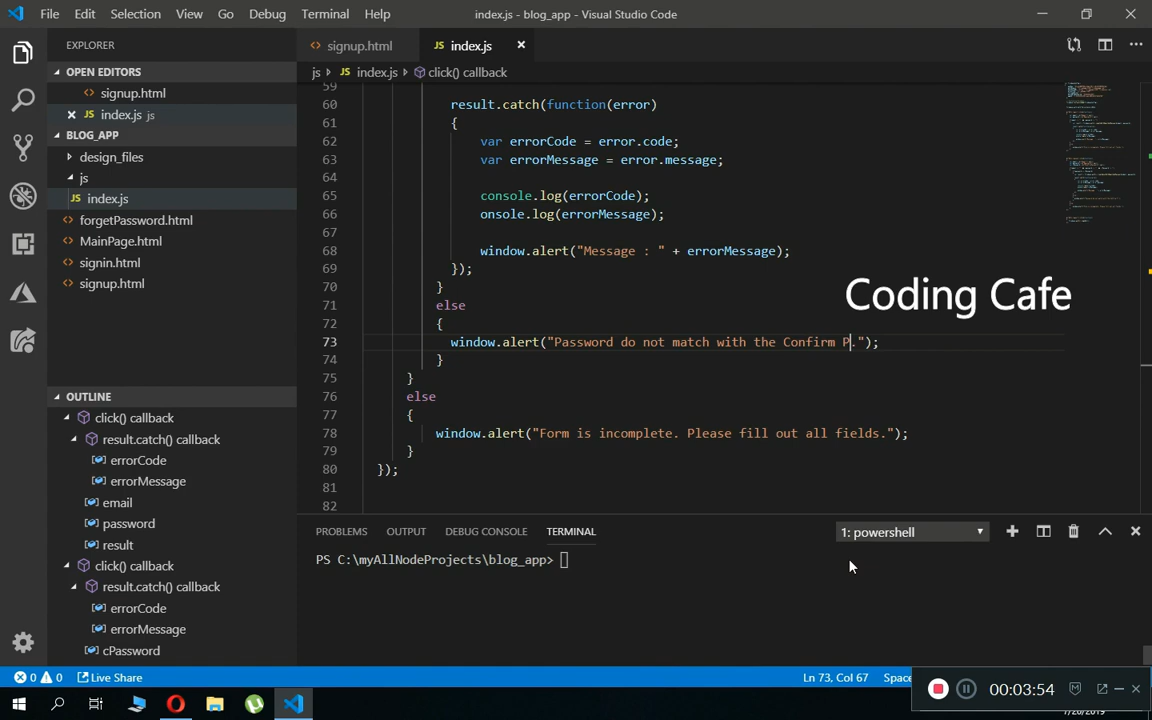 File Edit Selection View Go Debug Terminal Help index.js - blog_app - Visual Studio Code
EXPLORER
OPEN EDITORS
signup.html
index.js js
BLOG_APP
design_files
js
index.js
forgetPassword.html
MainPage.html
signin.html
signup.html
OUTLINE
click() callback
result.catch() callback
errorCode
errorMessage
email
password
result
click() callback
result.catch() callback
errorCode
errorMessage
cPassword
signup.html JS index.js
js JS index.js click() callback
59
60 result.catch(function(error)
61 {
62 var errorCode = error.code;
63 var errorMessage = error.message;
64
65 console.log(errorCode);
66 onsole.log(errorMessage);
67
68 window.alert("Message : " + errorMessage);
69 });
70 }
71 else
72 {
73 window.alert("Password do not match with the Confirm P.");
74 }
75 }
76 else
77 {
78 window.alert("Form is incomplete. Please fill out all fields.");
79 }
80 });
81
82
Coding Cafe
PROBLEMS OUTPUT DEBUG CONSOLE TERMINAL 1: powershell
PS C:\myAllNodeProjects\blog_app>
0 0 Live Share Ln 73, Col 67
00:03:54